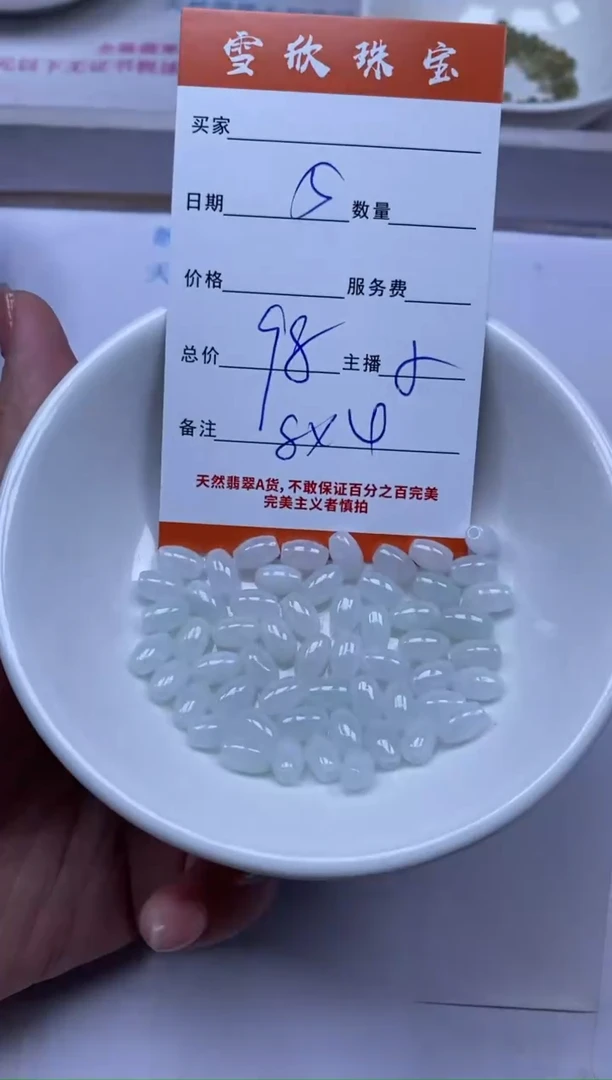 雪欣珠宝
买家
日期 5 数量
价格 服务费
总价 98 主播
备注 8x4
天然翡翠A货，不敢保证百分之百完美
完美主义者慎拍